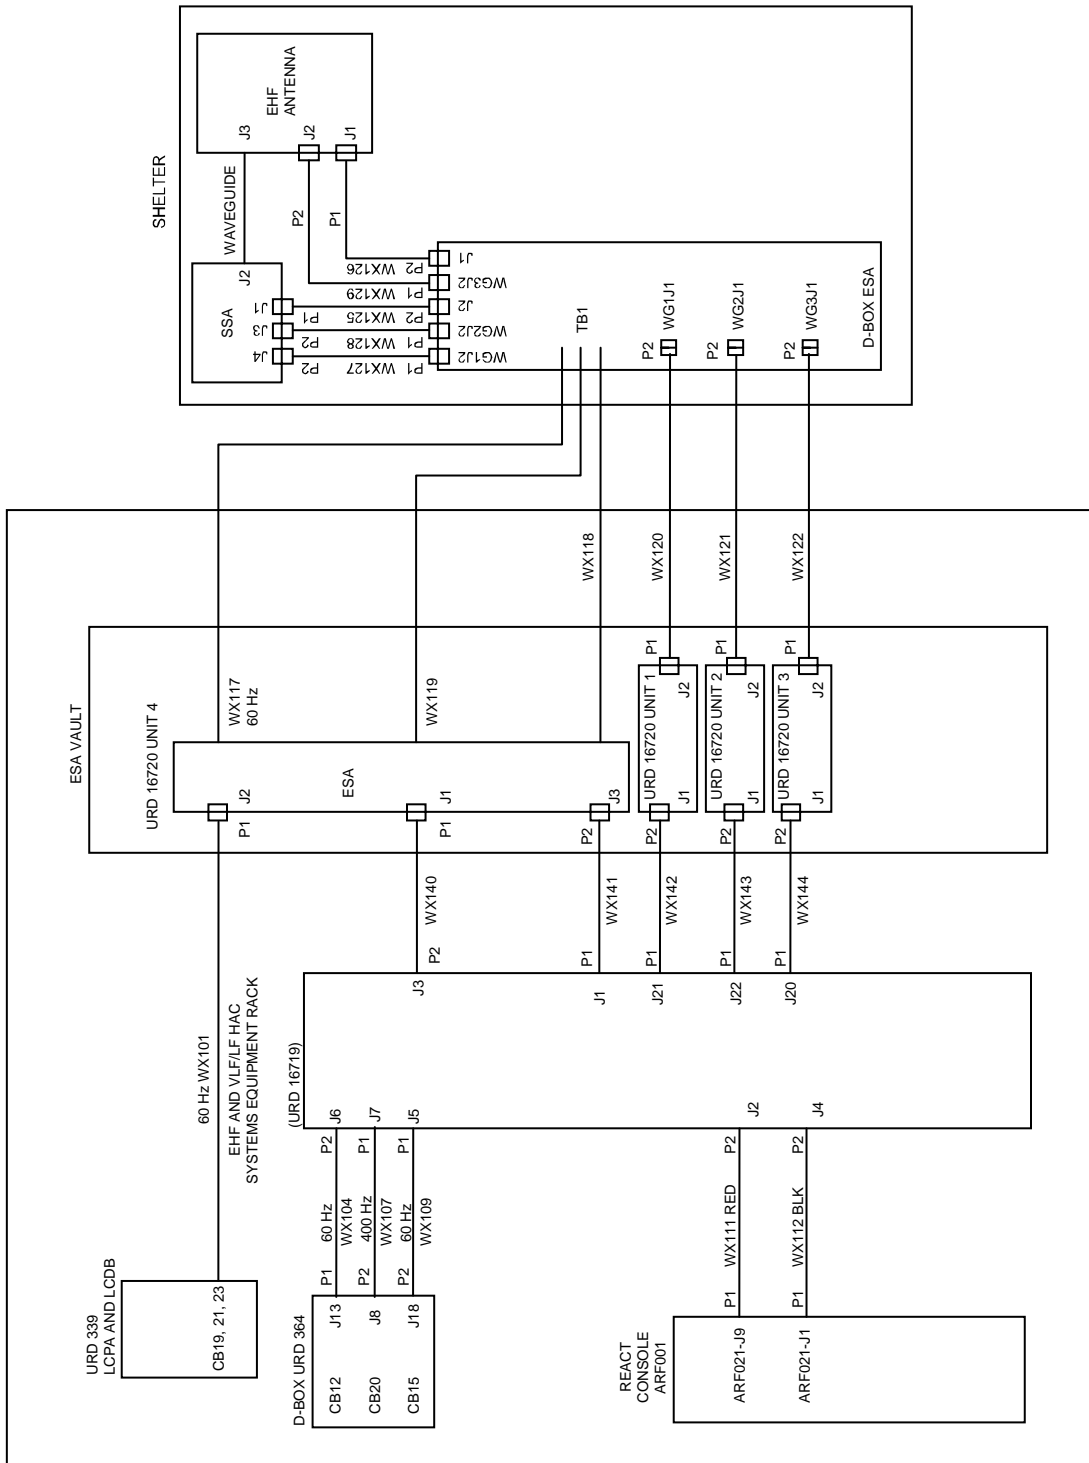 SHELTER
EHF
ANTENNA
J3
J2
J1
WAVEGUIDE
P2
P1
SSA
J2
J1
J3
J4
P1
P2
P2
WX126
P2
WX129
P1
WX125
P2
WX128
P1
WX127
P1
J1
WG3J2
J2
WG2J2
WG1J2
TB1
P2
WG1J1
P2
WG2J1
P2
WG3J1
D-BOX ESA
WX118
WX120
WX121
WX122
ESA VAULT
URD 16720 UNIT 4
WX117
60 Hz
WX119
ESA
J2
P1
J1
P1
J3
P2
P1
J2
URD 16720 UNIT 1
J1
P2
P1
J2
URD 16720 UNIT 2
J1
P2
P1
J2
URD 16720 UNIT 3
J1
P2
WX140
P2
WX141
P1
WX142
P1
WX143
P1
WX144
P1
60 Hz WX101
EHF AND VLF/LF HAC
SYSTEMS EQUIPMENT RACK
(URD 16719)
J3
J1
J21
J22
J20
J6
J7
J5
J2
J4
P2
60 Hz
WX104
P1
P1
400 Hz
WX107
P2
P1
60 Hz
WX109
P2
P2
WX111 RED
P1
P2
WX112 BLK
P1
URD 339
LCPA AND LCDB
CB19, 21, 23
D-BOX URD 364
CB12
J13
CB20
J8
CB15
J18
REACT
CONSOLE
ARF001
ARF021-J9
ARF021-J1